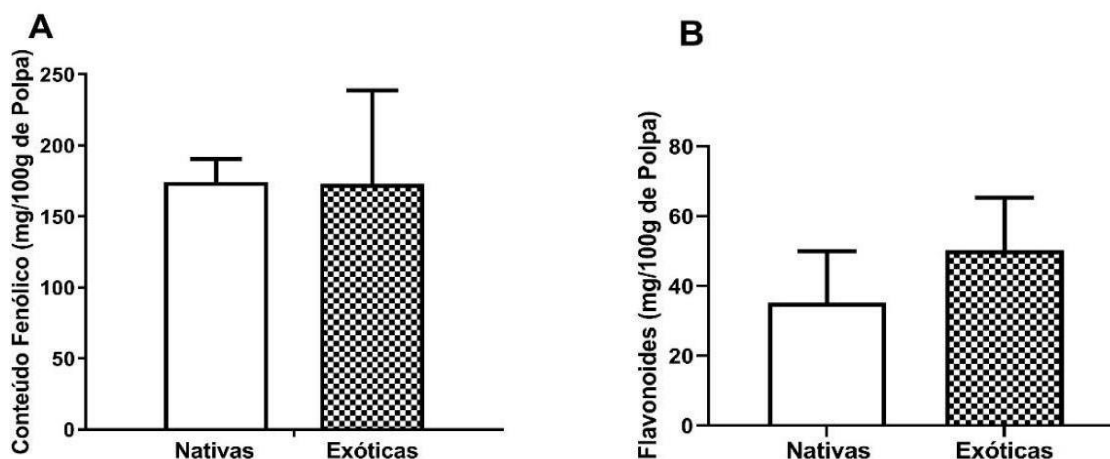 A
Conteúdo Fenólico (mg/100g de Polpa)
250
200
150
100
50
0
Nativas
Exóticas
B
Flavonoides (mg/100g de Polpa)
80
60
40
20
0
Nativas
Exóticas